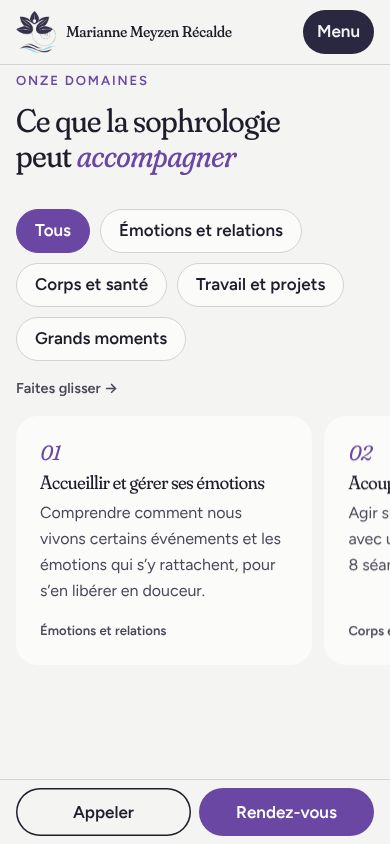 Marianne Meyzen Récalde
Menu
ONZE DOMAINES
Ce que la sophrologie
peut accompagner
Tous
Émotions et relations
Corps et santé
Travail et projets
Grands moments
Faites glisser →
01
Accueillir et gérer ses émotions
Comprendre comment nous
vivons certains événements et les
émotions qui s’y rattachent, pour
s’en libérer en douceur.
Émotions et relations
02
Agir s
avec u
8 séan
Corps e
Appeler
Rendez-vous